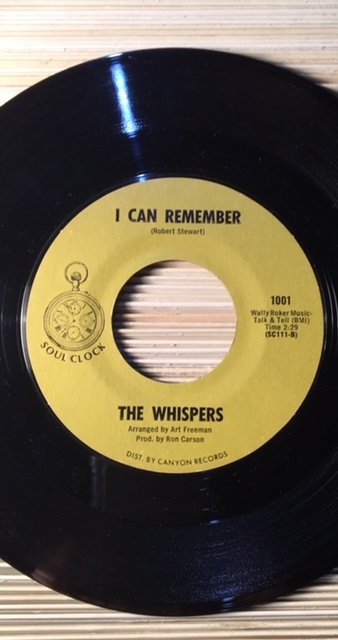 I CAN REMEMBER
(Robert Stewart)
1001
Wally Roker Music-
Talk & Tell (BMI)
Time 2:29
(SC111-B)
SOUL CLOCK
THE WHISPERS
Arranged by Art Freeman
Prod. by Ron Carson
DIST. BY CANYON RECORDS